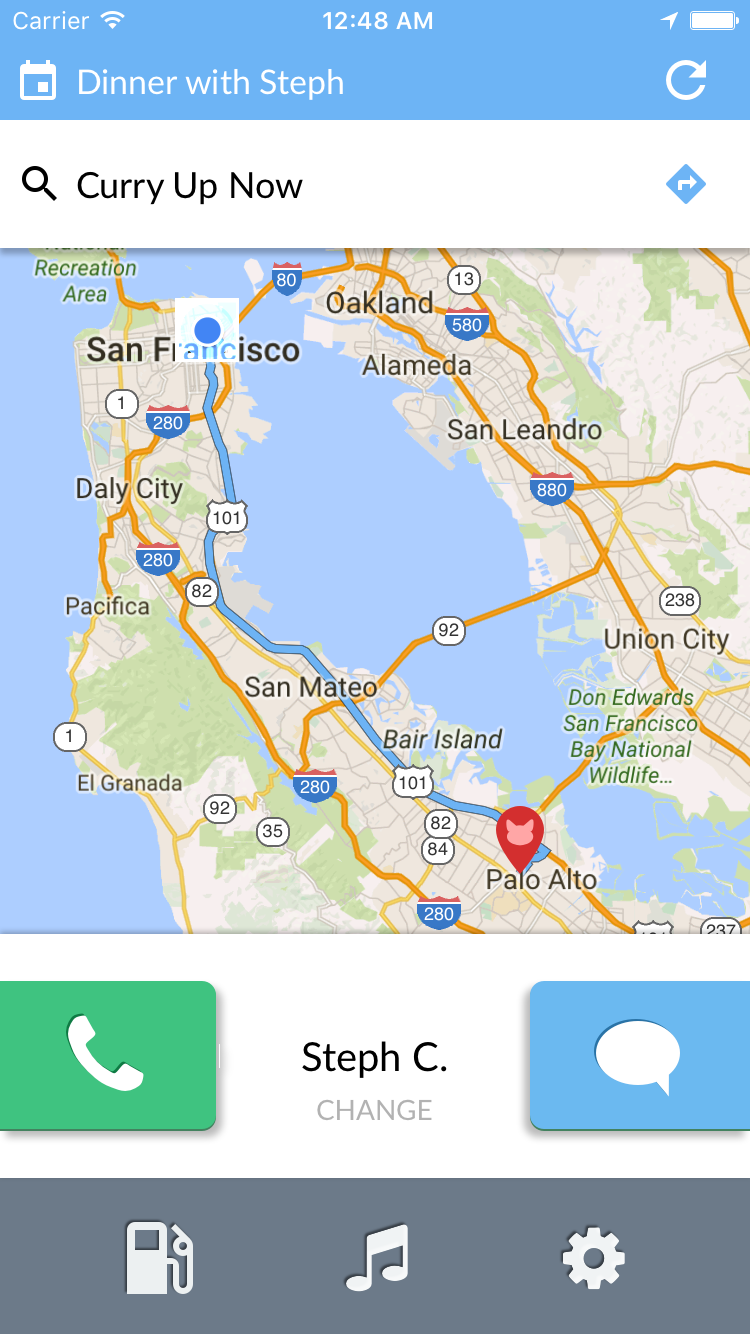 Carrier 12:48 AM
Dinner with Steph
Curry Up Now
National
Recreation
Area
80
13
Oakland
580
San Francisco
Alameda
1
280
San Leandro
Daly City
880
101
280
82
Pacifica
238
92
Union City
San Mateo
Don Edwards
San Francisco
Bay National
Wildlife...
1
Bair Island
El Granada
280
101
92
35
82
84
Palo Alto
280
101
237
Steph C.
CHANGE